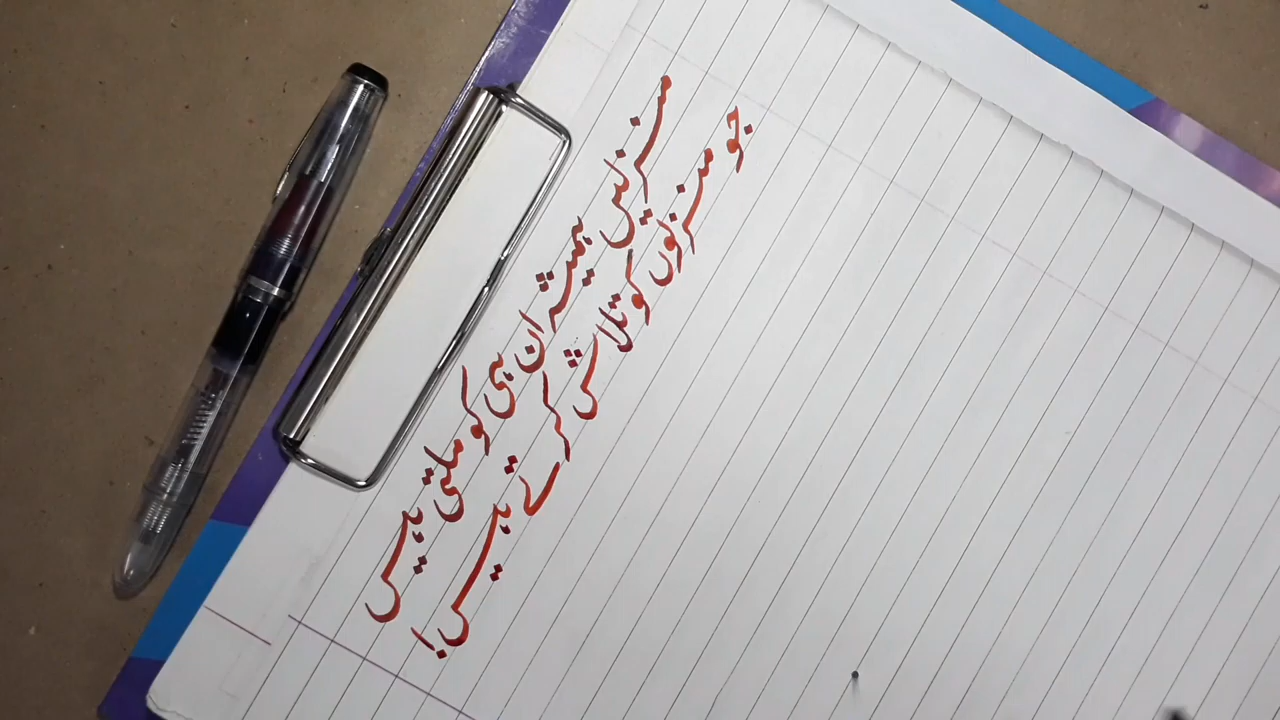 منزلیں ہمیشہ ان ہی کو ملتی ہیں
جو منزلوں کو تلاش کرتے ہیں!